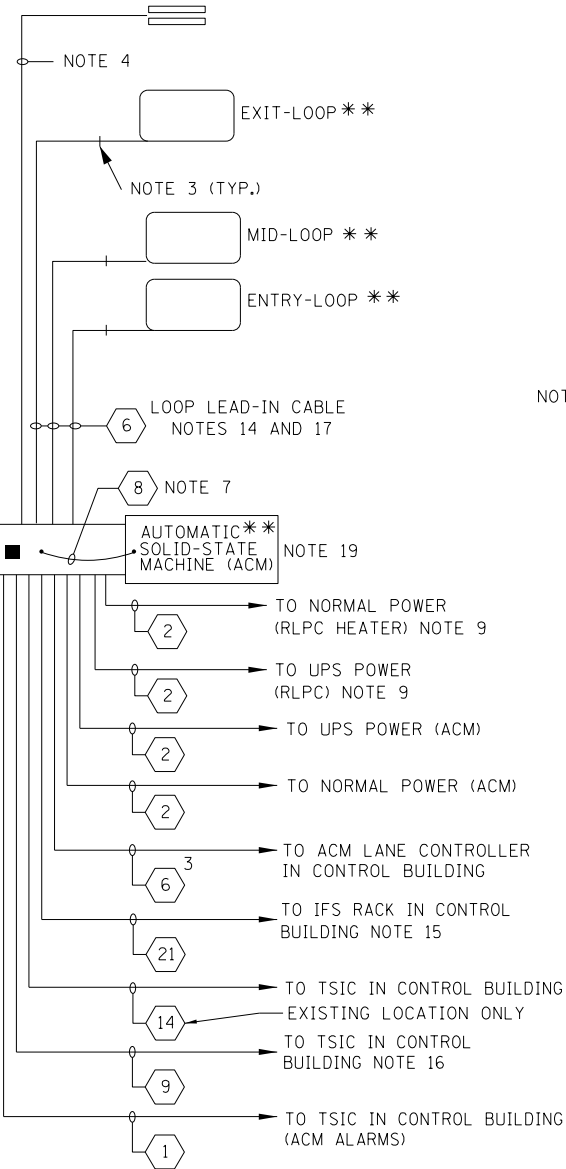 NOTE 4
EXIT-LOOP **
NOTE 3 (TYP.)
MID-LOOP **
ENTRY-LOOP **
NOT
LOOP LEAD-IN CABLE
6
NOTES 14 AND 17
8 NOTE 7
AUTOMATIC**
SOLID-STATE
MACHINE (ACM)
NOTE 19
TO NORMAL POWER
(RLPC HEATER) NOTE 9
2
TO UPS POWER
(RLPC) NOTE 9
2
TO UPS POWER (ACM)
2
TO NORMAL POWER (ACM)
2
TO ACM LANE CONTROLLER
IN CONTROL BUILDING
6 3
TO IFS RACK IN CONTROL
BUILDING NOTE 15
21
TO TSIC IN CONTROL BUILDING
EXISTING LOCATION ONLY
14
TO TSIC IN CONTROL
BUILDING NOTE 16
9
TO TSIC IN CONTROL BUILDING
(ACM ALARMS)
1